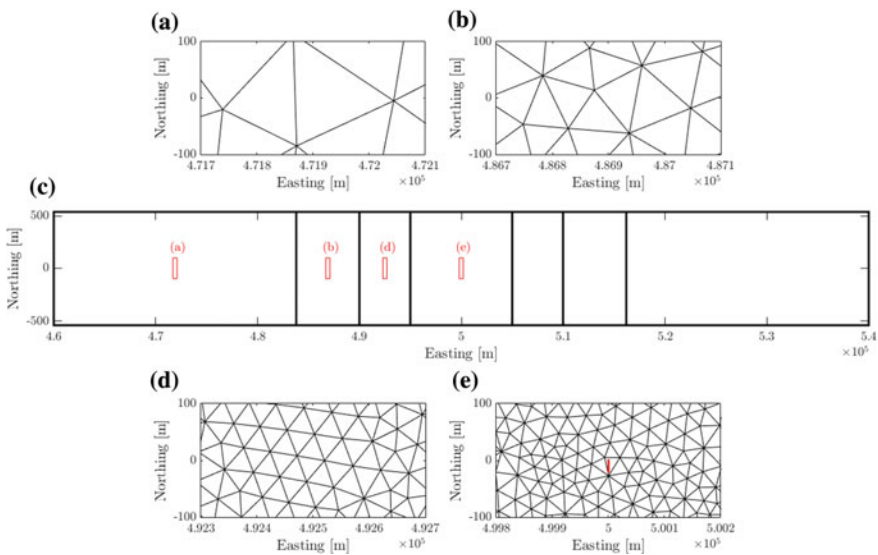 (a)
Northing [m]
100
0
-100
4.717 4.718 4.719 4.72 4.721
Easting [m]
×10⁵
(b)
Northing [m]
100
0
-100
4.867 4.868 4.869 4.87 4.871
Easting [m]
×10⁵
(c)
Northing [m]
500
0
-500
(a) (b) (d) (e)
4.6 4.7 4.8 4.9 5 5.1 5.2 5.3 5.4
Easting [m]
×10⁵
(d)
Northing [m]
100
0
-100
4.923 4.924 4.925 4.926 4.927
Easting [m]
×10⁵
(e)
Northing [m]
100
0
-100
4.998 4.999 5 5.001 5.002
Easting [m]
×10⁵